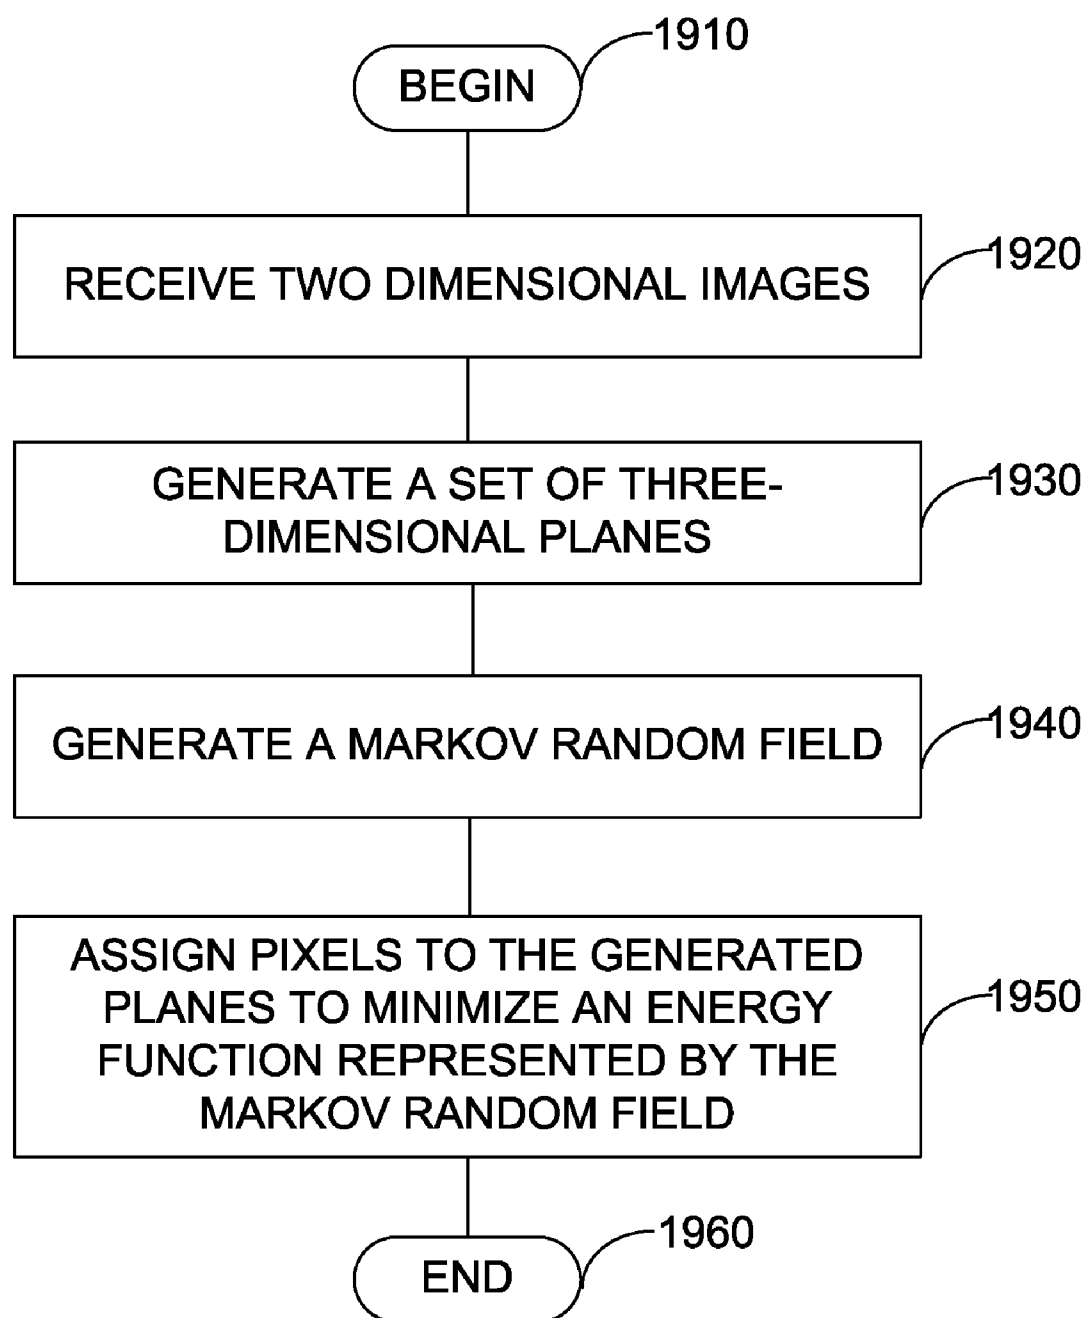 1910
BEGIN
1920
RECEIVE TWO DIMENSIONAL IMAGES
1930
GENERATE A SET OF THREE-
DIMENSIONAL PLANES
1940
GENERATE A MARKOV RANDOM FIELD
ASSIGN PIXELS TO THE GENERATED
PLANES TO MINIMIZE AN ENERGY
1950
FUNCTION REPRESENTED BY THE
MARKOV RANDOM FIELD
1960
END